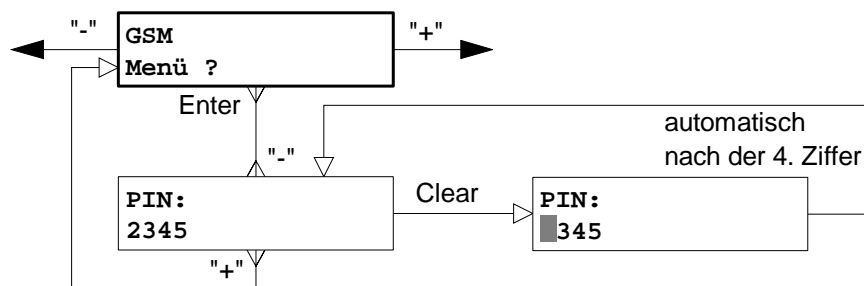 "-"
GSM
Menü ?
"+"
Enter
automatisch
nach der 4. Ziffer
"-"
PIN:
2345
Clear
PIN:
345
"+"